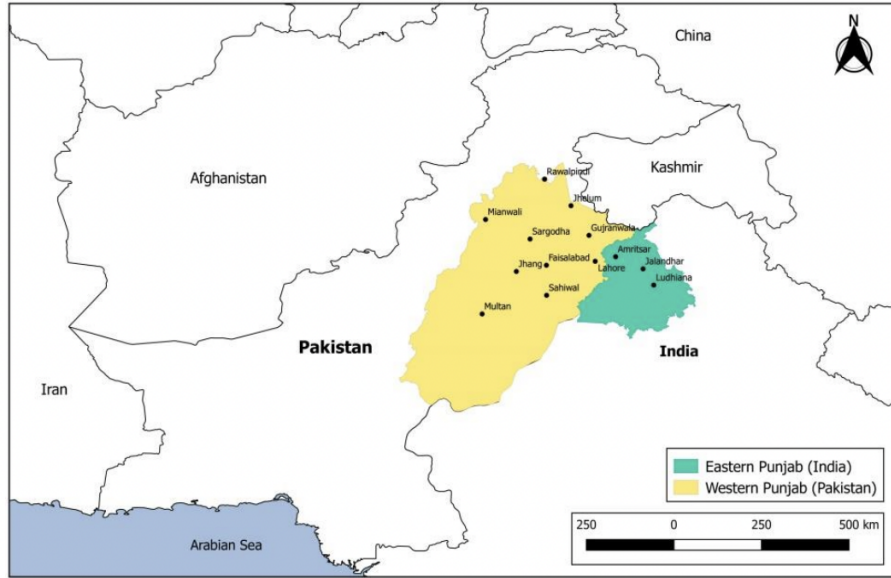 N
China
Afghanistan
Kashmir
Rawalpindi
Jhelum
Mianwali
Gujranwala
Sargodha
Amritsar
Faisalabad
Lahore
Jalandhar
Jhang
Ludhiana
Sahiwal
Multan
Pakistan
India
Iran
Eastern Punjab (India)
Western Punjab (Pakistan)
250 0 250 500 km
Arabian Sea